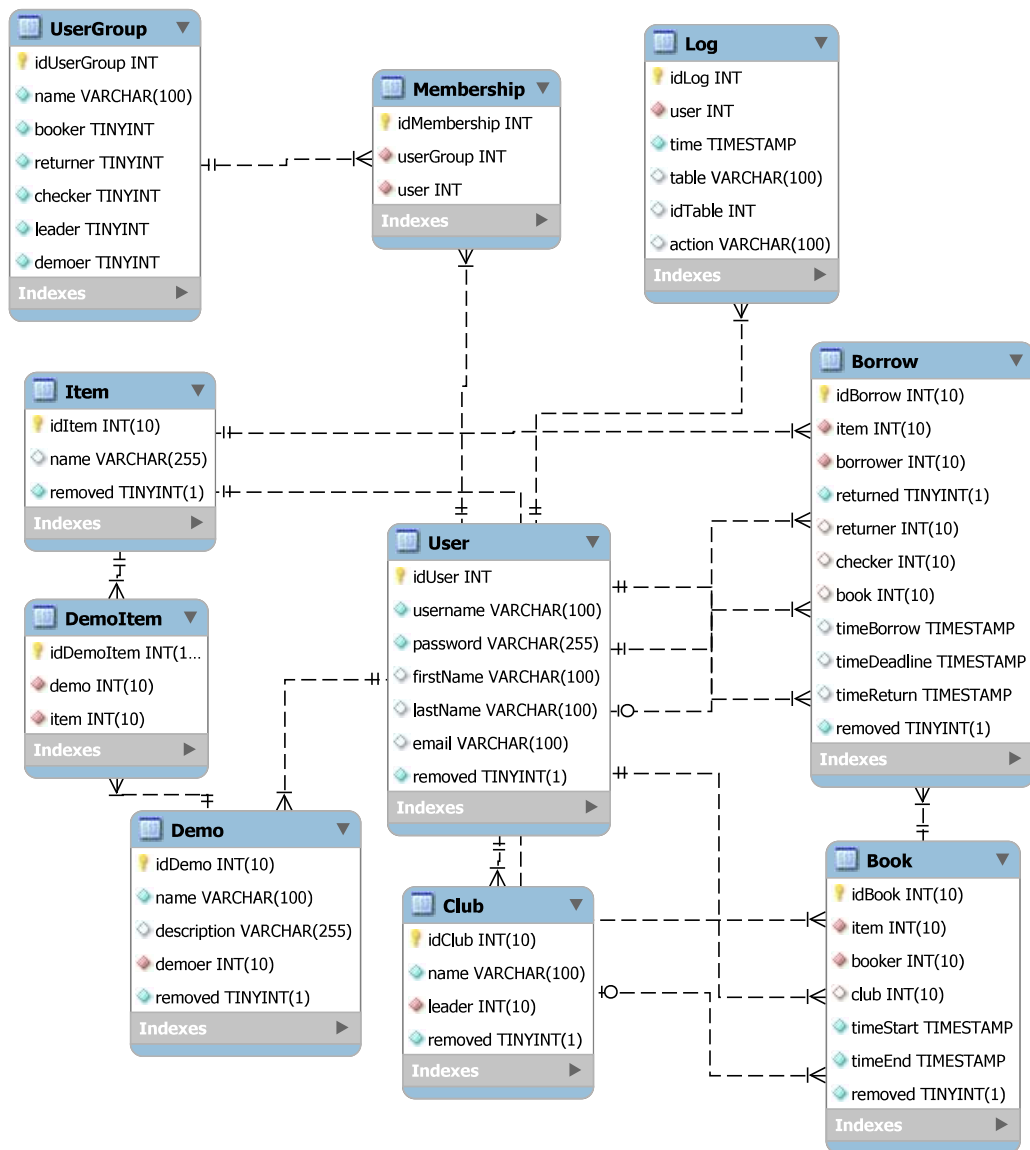 UserGroup
idUserGroup INT
name VARCHAR(100)
booker TINYINT
returner TINYINT
checker TINYINT
leader TINYINT
demoer TINYINT
Indexes
Membership
idMembership INT
userGroup INT
user INT
Indexes
Log
idLog INT
user INT
time TIMESTAMP
table VARCHAR(100)
idTable INT
action VARCHAR(100)
Indexes
Item
idItem INT(10)
name VARCHAR(255)
removed TINYINT(1)
Indexes
Borrow
idBorrow INT(10)
item INT(10)
borrower INT(10)
returned TINYINT(1)
returner INT(10)
checker INT(10)
book INT(10)
timeBorrow TIMESTAMP
timeDeadline TIMESTAMP
timeReturn TIMESTAMP
removed TINYINT(1)
Indexes
User
idUser INT
username VARCHAR(100)
password VARCHAR(255)
firstName VARCHAR(100)
lastName VARCHAR(100)
email VARCHAR(100)
removed TINYINT(1)
Indexes
DemoItem
idDemoItem INT(1...
demo INT(10)
item INT(10)
Indexes
Demo
idDemo INT(10)
name VARCHAR(100)
description VARCHAR(255)
demoer INT(10)
removed TINYINT(1)
Indexes
Club
idClub INT(10)
name VARCHAR(100)
leader INT(10)
removed TINYINT(1)
Indexes
Book
idBook INT(10)
item INT(10)
booker INT(10)
club INT(10)
timeStart TIMESTAMP
timeEnd TIMESTAMP
removed TINYINT(1)
Indexes